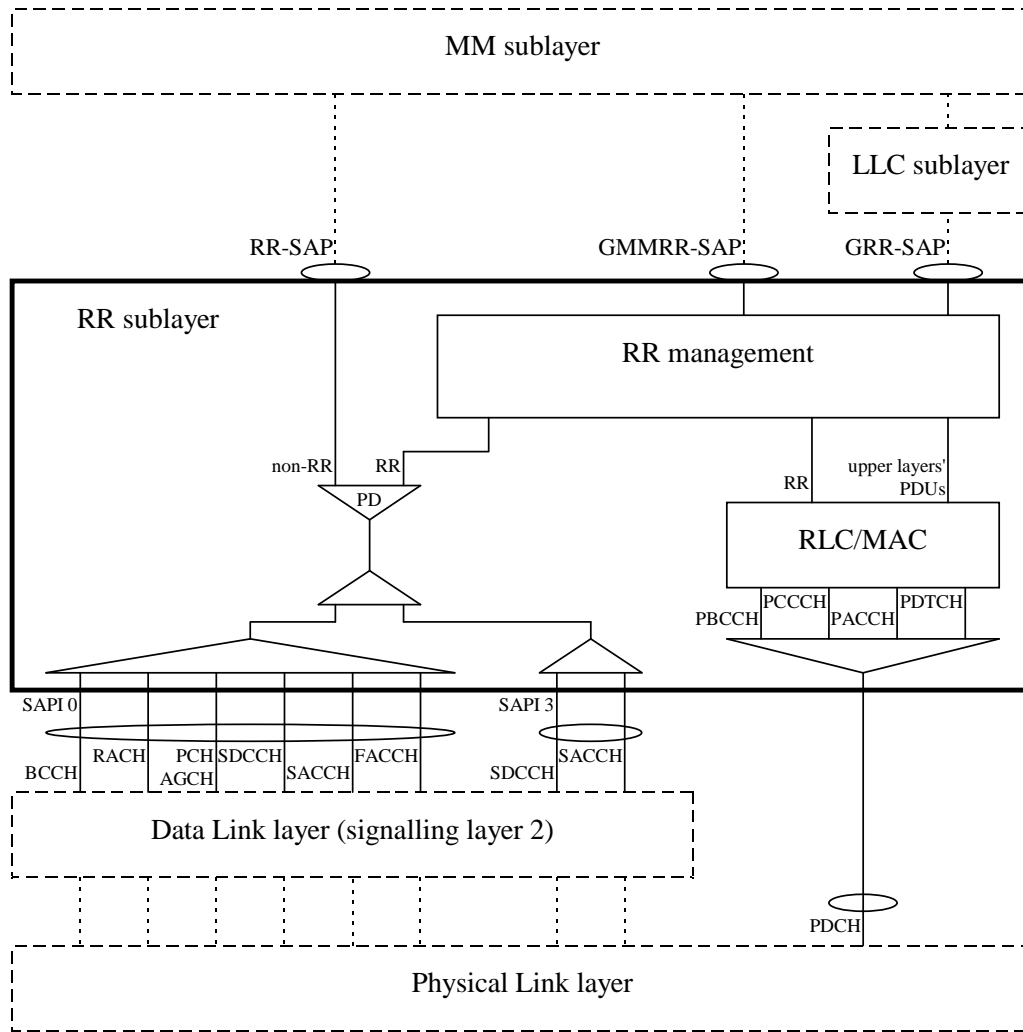 MM sublayer
LLC sublayer
RR-SAP
GMMRR-SAP
GRR-SAP
RR sublayer
RR management
non-RR
RR
PD
RR
upper layers'
PDUs
RLC/MAC
PBCCH
PCCCH
PACCH
PDTCH
SAPI 0
SAPI 3
BCCH
RACH
PCH
AGCH
SDCCH
SACCH
FACCH
SDCCH
SACCH
Data Link layer (signalling layer 2)
PDCH
Physical Link layer